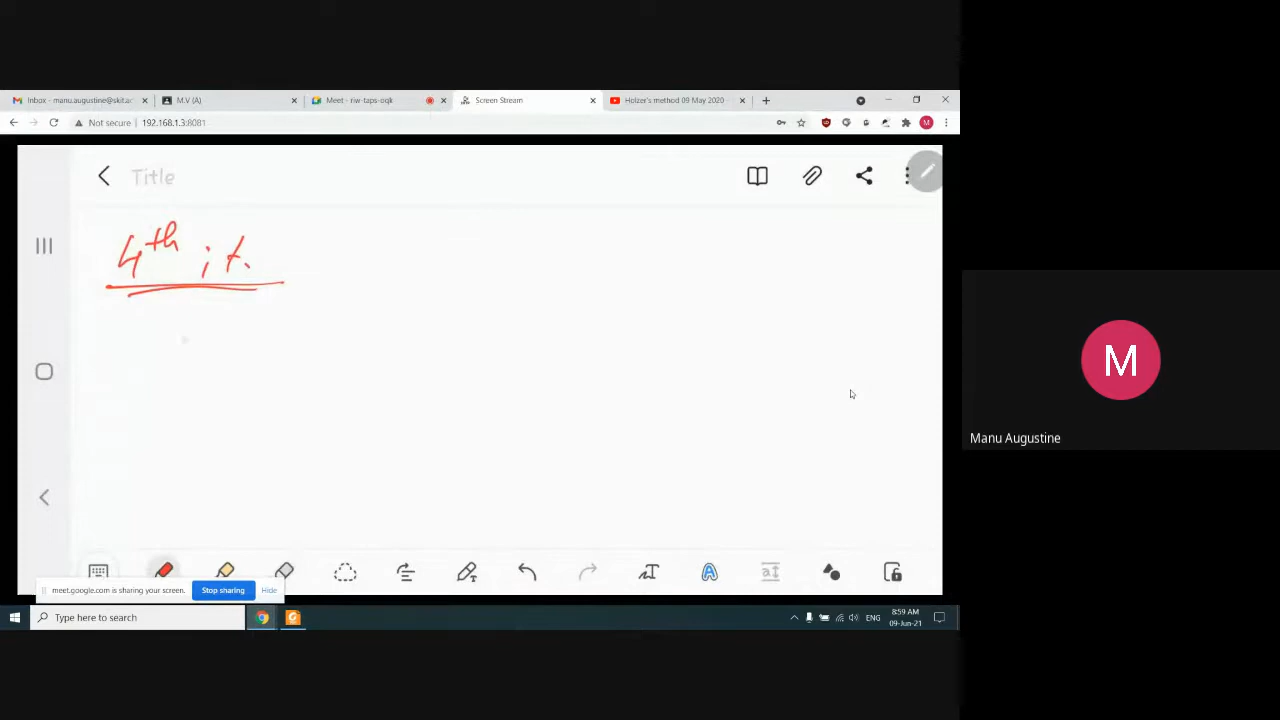 Inbox - manu.augustine@skit.ac
M.V (A)
Meet - riw-taps-oqk
Screen Stream
Holzer's method 09 May 2020
Not secure
192.168.1.3:8081
M
Title
4th it.
M
Manu Augustine
meet.google.com is sharing your screen.
Stop sharing
Hide
Type here to search
ENG
8:59 AM
09-Jun-21